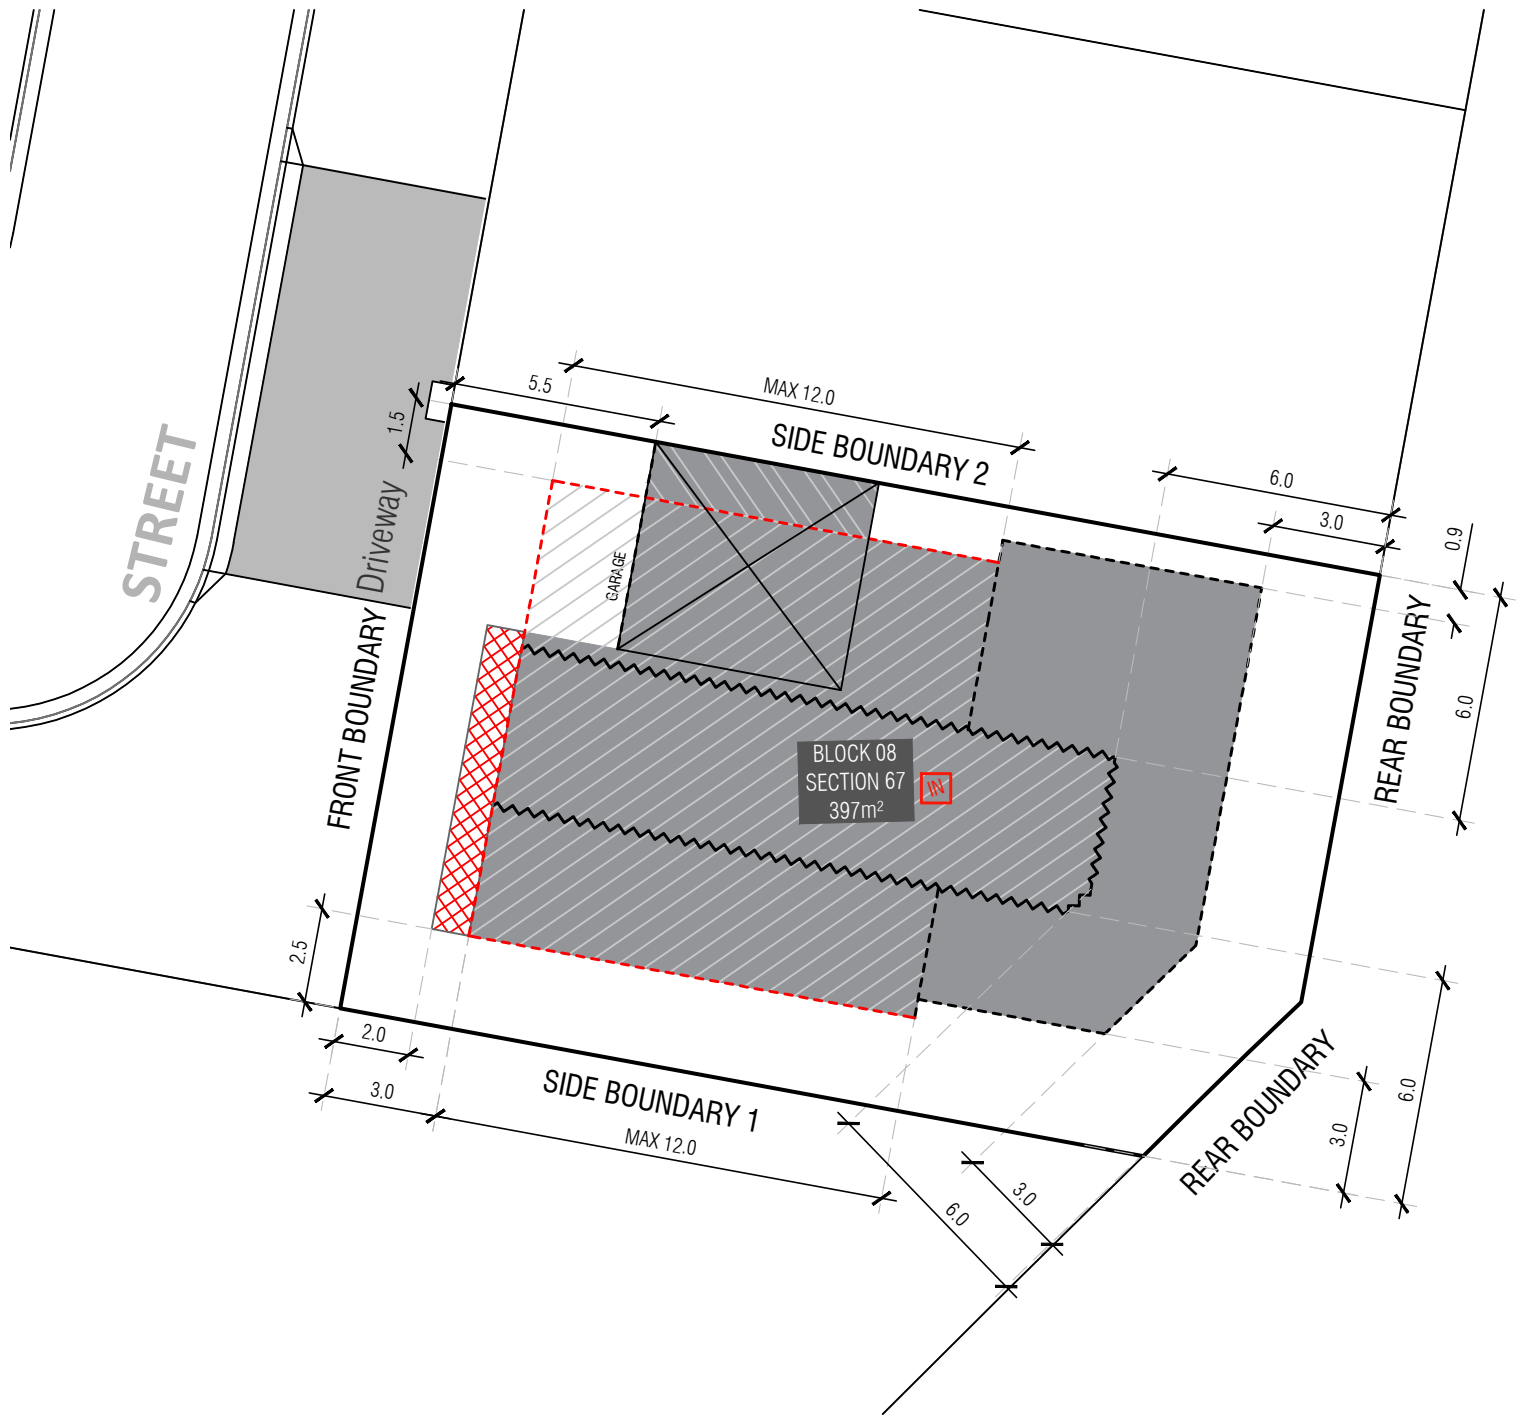 5.5
MAX 12.0
1.5
SIDE BOUNDARY 2
6.0
3.0
0.9
STREET
Driveway
GARAGE
FRONT BOUNDARY
REAR BOUNDARY
6.0
BLOCK 08
SECTION 67
397m²
IN
2.5
2.0
3.0
SIDE BOUNDARY 1
MAX 12.0
REAR BOUNDARY
6.0
3.0
3.0
6.0